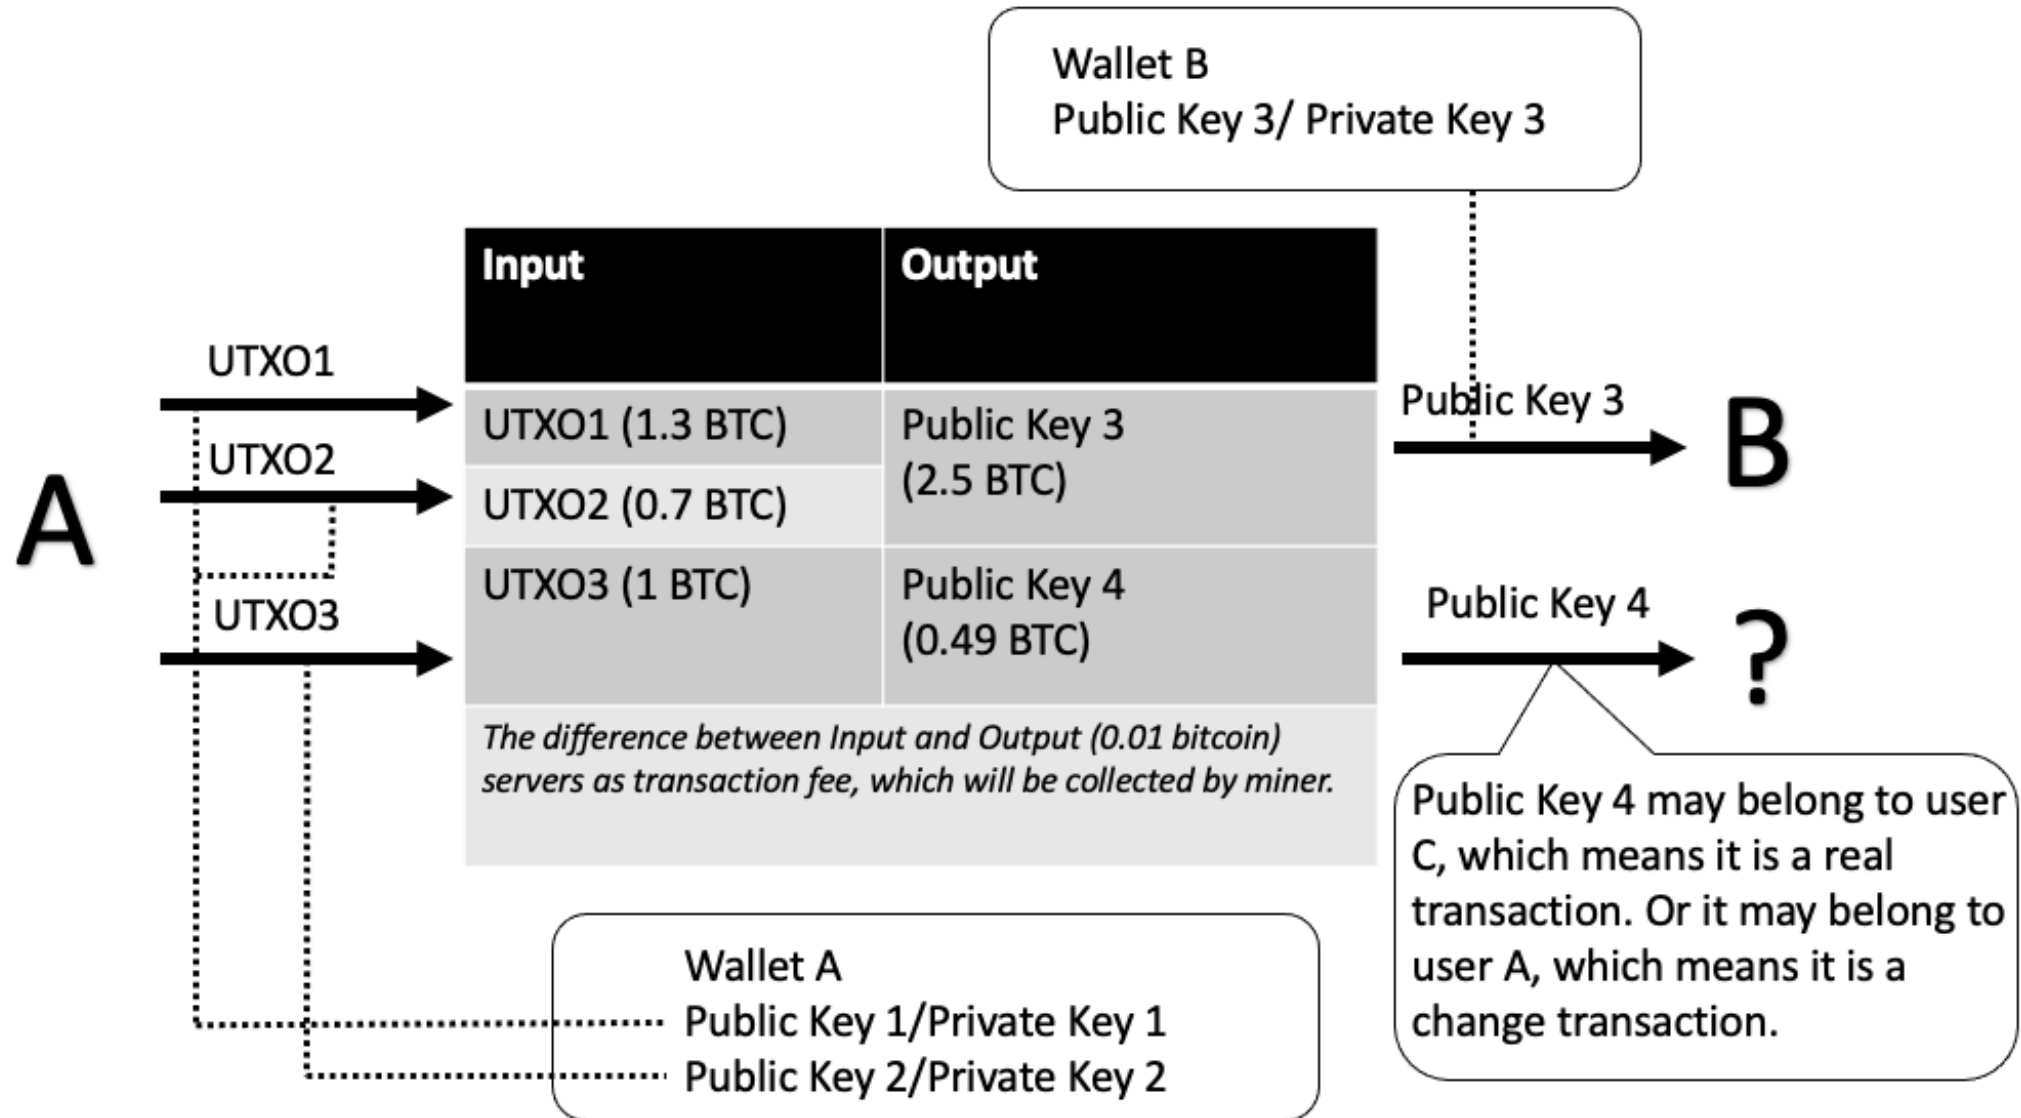 Wallet B
Public Key 3/ Private Key 3
Input
Output
UTXO1
UTXO2
A
UTXO3
UTXO1 (1.3 BTC)
UTXO2 (0.7 BTC)
UTXO3 (1 BTC)
Public Key 3
(2.5 BTC)
Public Key 4
(0.49 BTC)
The difference between Input and Output (0.01 bitcoin)
servers as transaction fee, which will be collected by miner.
Public Key 3
B
Public Key 4
?
Public Key 4 may belong to user
C, which means it is a real
transaction. Or it may belong to
user A, which means it is a
change transaction.
Wallet A
Public Key 1/Private Key 1
Public Key 2/Private Key 2